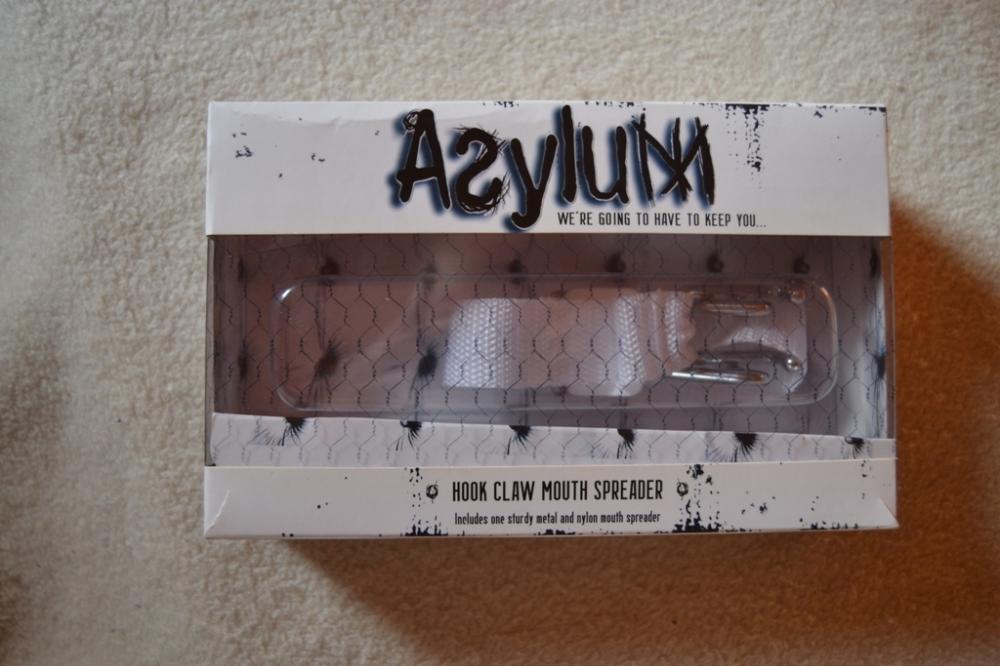 Asylum
WE'RE GOING TO HAVE TO KEEP YOU...
HOOK CLAW MOUTH SPREADER
Includes one sturdy metal and nylon mouth spreader